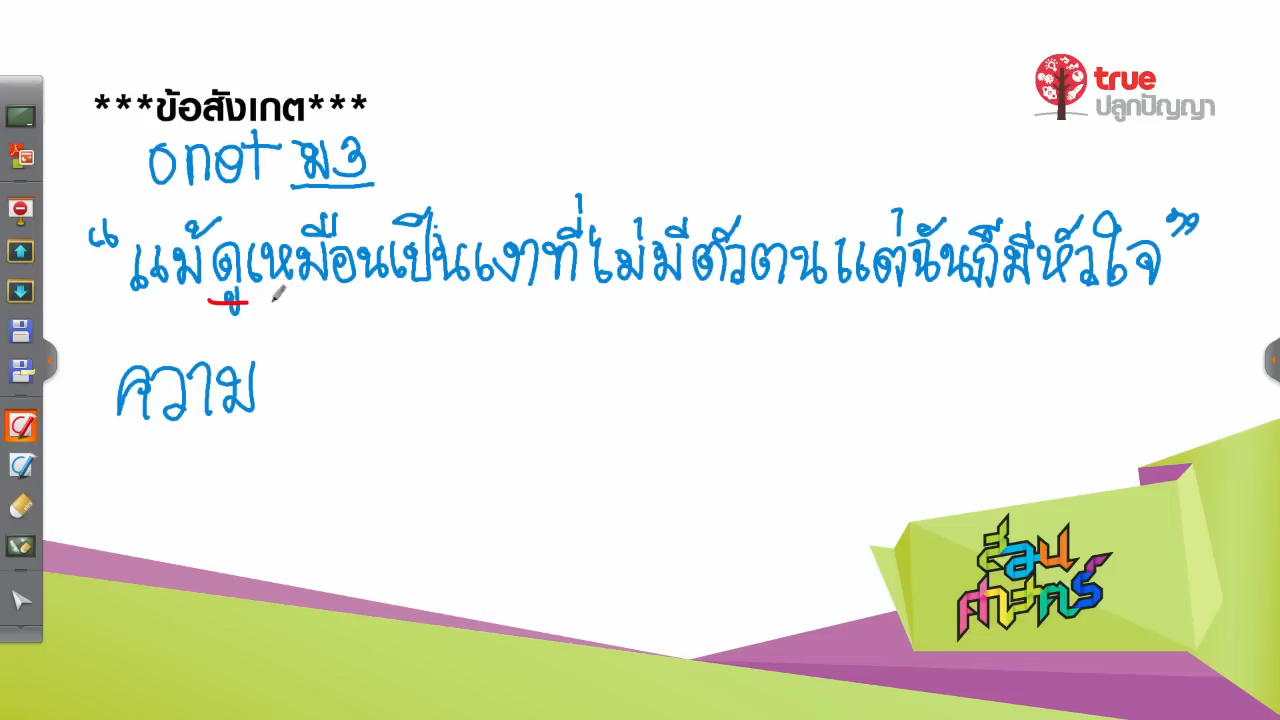 true
ปลูกปัญญา
***ข้อสังเกต***
onet ม3
“แม้ดูเหมือนเป็นเงาที่ไม่มีตัวตนแต่ฉันก็มีหัวใจ”
ความ
สอน
ศาสตร์